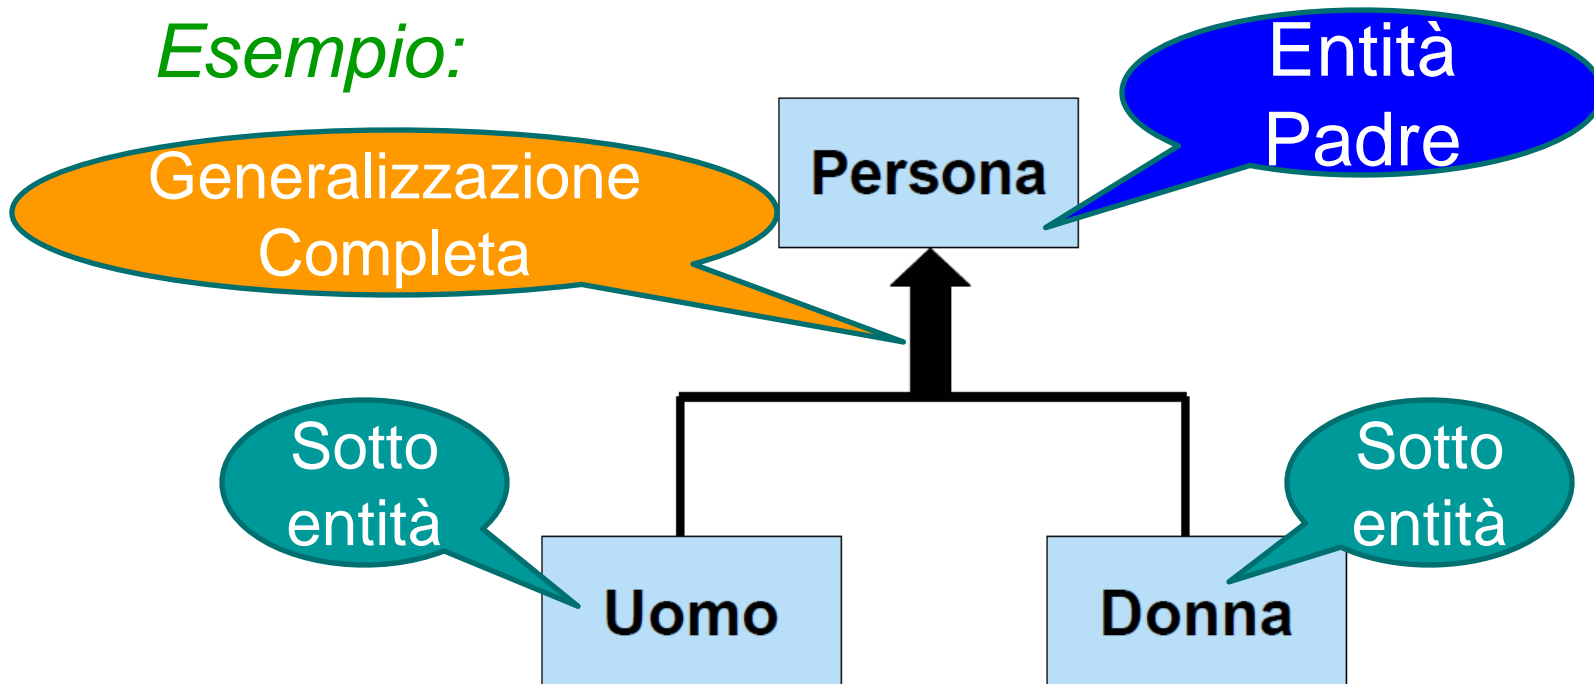 Esempio:
Entità
Padre
Persona
Generalizzazione
Completa
Sotto
entità
Sotto
entità
Uomo
Donna